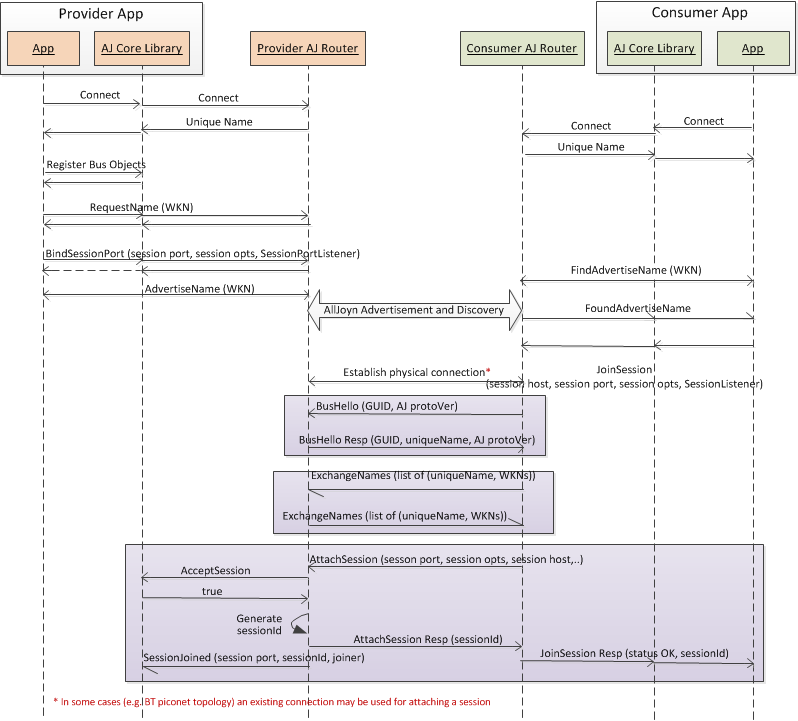 Provider App
Consumer App
App
AJ Core Library
Provider AJ Router
Consumer AJ Router
AJ Core Library
App
Connect
Connect
Unique Name
Connect
Connect
Unique Name
Register Bus Objects
RequestName (WKN)
BindSessionPort (session port, session opts, SessionPortListener)
FindAdvertiseName (WKN)
AdvertiseName (WKN)
AllJoyn Advertisement and Discovery
FoundAdvertiseName
Establish physical connection*
JoinSession
(session host, session port, session opts, SessionListener)
BusHello (GUID, AJ protoVer)
BusHello Resp (GUID, uniqueName, AJ protoVer)
ExchangeNames (list of (uniqueName, WKNs))
ExchangeNames (list of (uniqueName, WKNs))
AttachSession (sesson port, session opts, session host,..)
AcceptSession
true
Generate
sessionId
AttachSession Resp (sessionId)
JoinSession Resp (status OK, sessionId)
SessionJoined (session port, sessionId, joiner)
* In some cases (e.g. BT piconet topology) an existing connection may be used for attaching a session